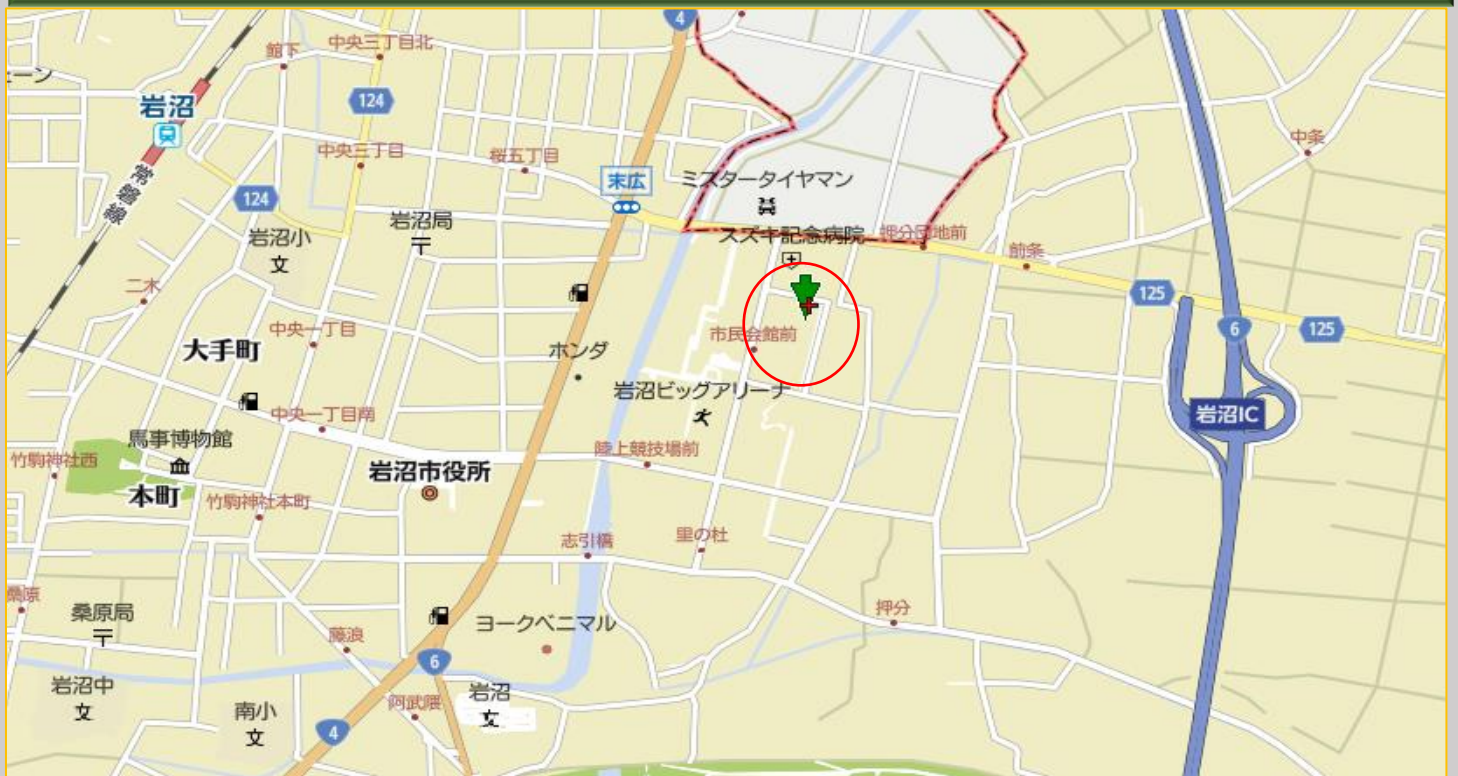 4
中央三丁目北
館下
ーン
124
岩沼
中条
中央三丁目
桜五丁目
末広
ミスタータイヤマン
常磐線
124
岩沼局
〒
岩沼小
文
スズキ記念病院
押分団地前
前条
二木
125
6
125
中央一丁目
市民会館前
大手町
ホンダ
岩沼ビッグアリーナ
中央一丁目南
岩沼IC
馬事博物館
陸上競技場前
竹駒神社西
岩沼市役所
本町
竹駒神社本町
志引橋
里の杜
桑原
桑原局
〒
押分
ヨークベニマル
藤浪
6
岩沼中
文
岩沼
文
阿武隈
南小
文
4